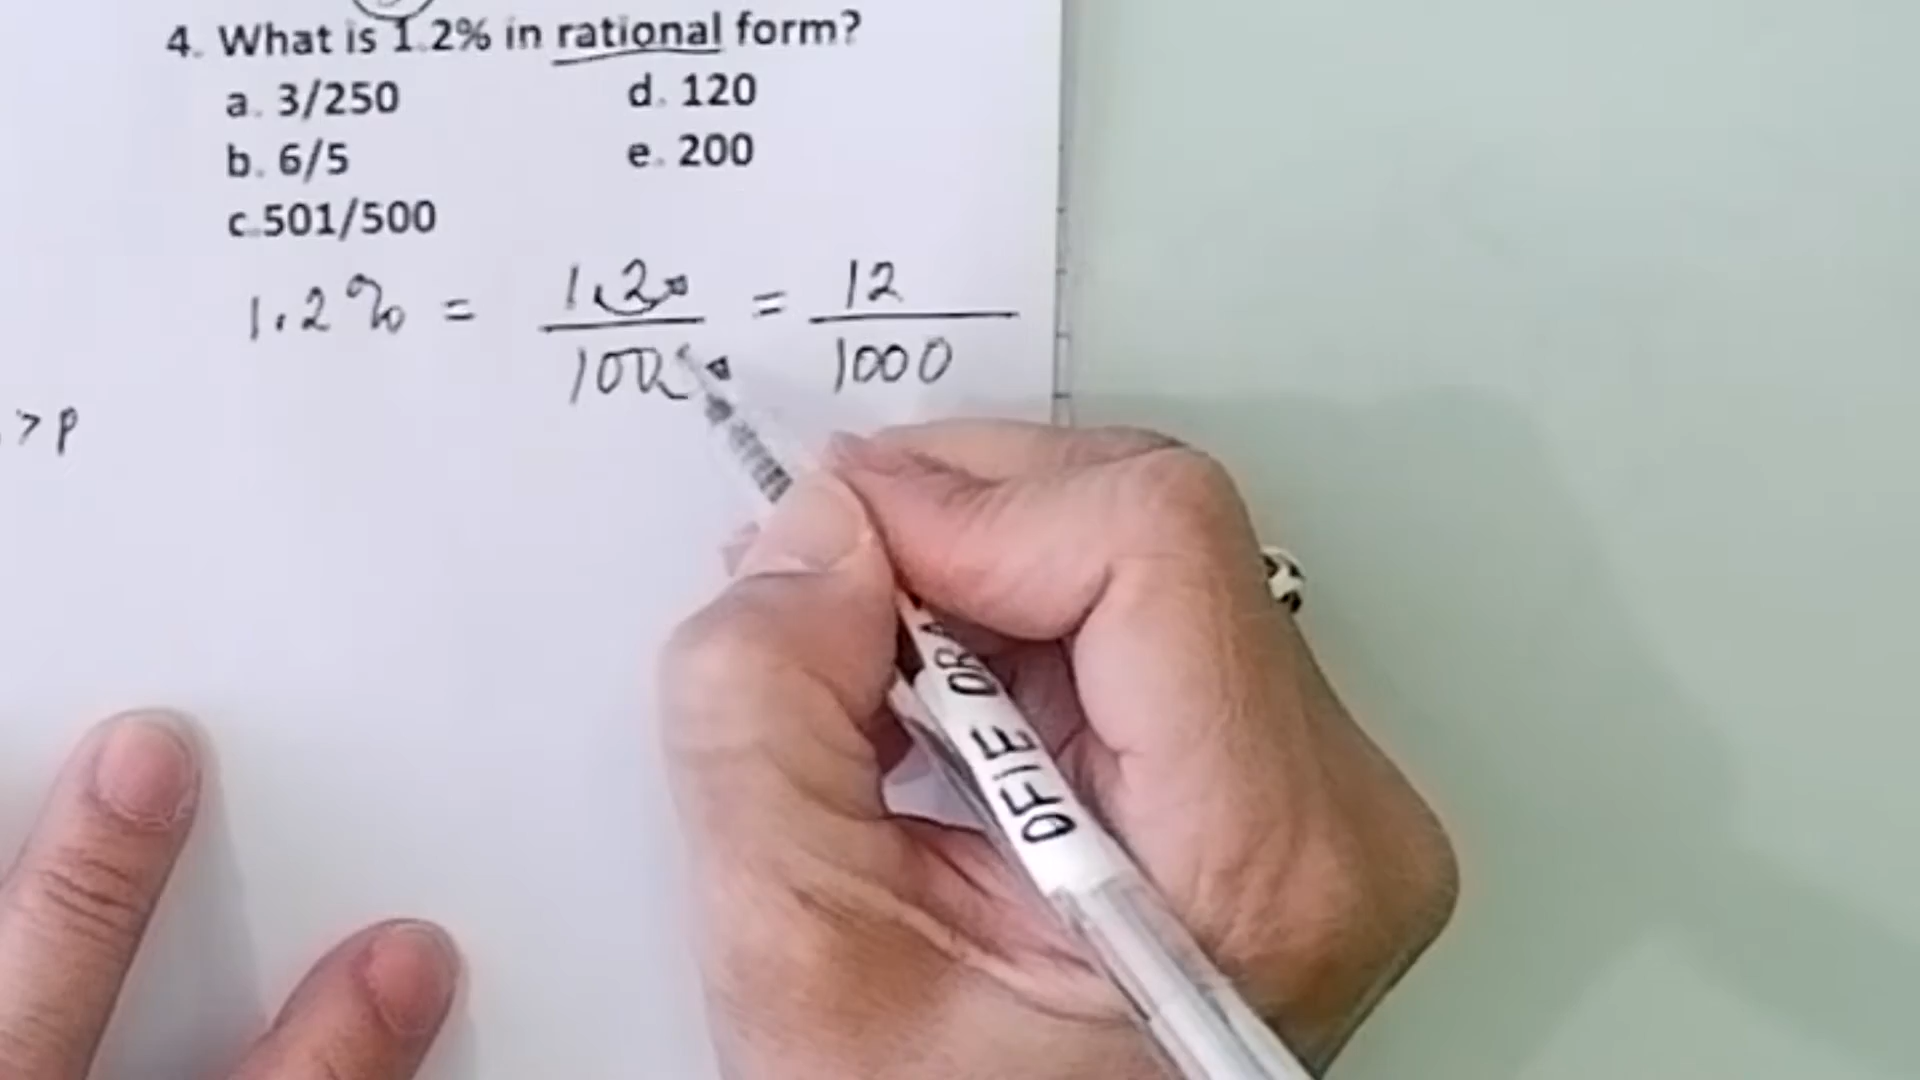 4. What is 1.2% in rational form?
a. 3/250 d. 120
b. 6/5 e. 200
c.501/500
1.2% = 1.2 / 100 = 12 / 1000
> p
OFIE